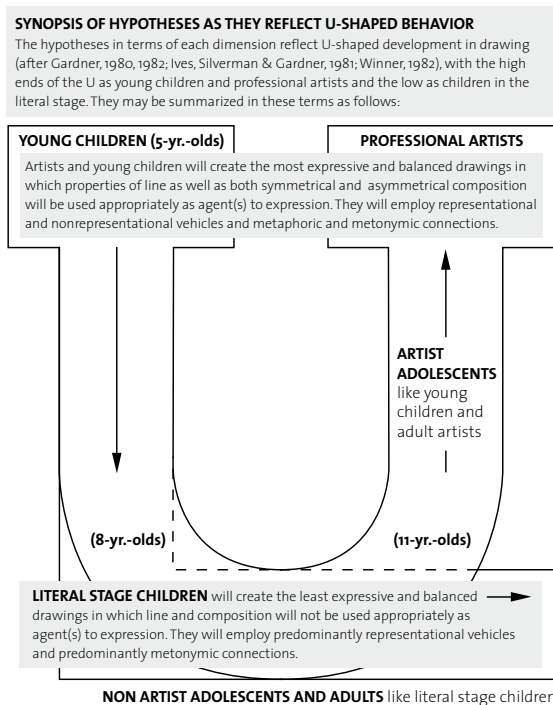 SYNOPSIS OF HYPOTHESES AS THEY REFLECT U-SHAPED BEHAVIOR
The hypotheses in terms of each dimension reflect U-shaped development in drawing
(after Gardner, 1980, 1982; Ives, Silverman & Gardner, 1981; Winner, 1982), with the high
ends of the U as young children and professional artists and the low as children in the
literal stage. They may be summarized in these terms as follows:
YOUNG CHILDREN (5-yr.-olds)
PROFESSIONAL ARTISTS
Artists and young children will create the most expressive and balanced drawings in
which properties of line as well as both symmetrical and asymmetrical composition
will be used appropriately as agent(s) to expression. They will employ representational
and nonrepresentational vehicles and metaphoric and metonymic connections.
ARTIST
ADOLESCENTS
like young
children and
adult artists
(8-yr.-olds)
(11-yr.-olds)
LITERAL STAGE CHILDREN will create the least expressive and balanced
drawings in which line and composition will not be used appropriately as
agent(s) to expression. They will employ predominantly representational vehicles
and predominantly metonymic connections.
NON ARTIST ADOLESCENTS AND ADULTS like literal stage children